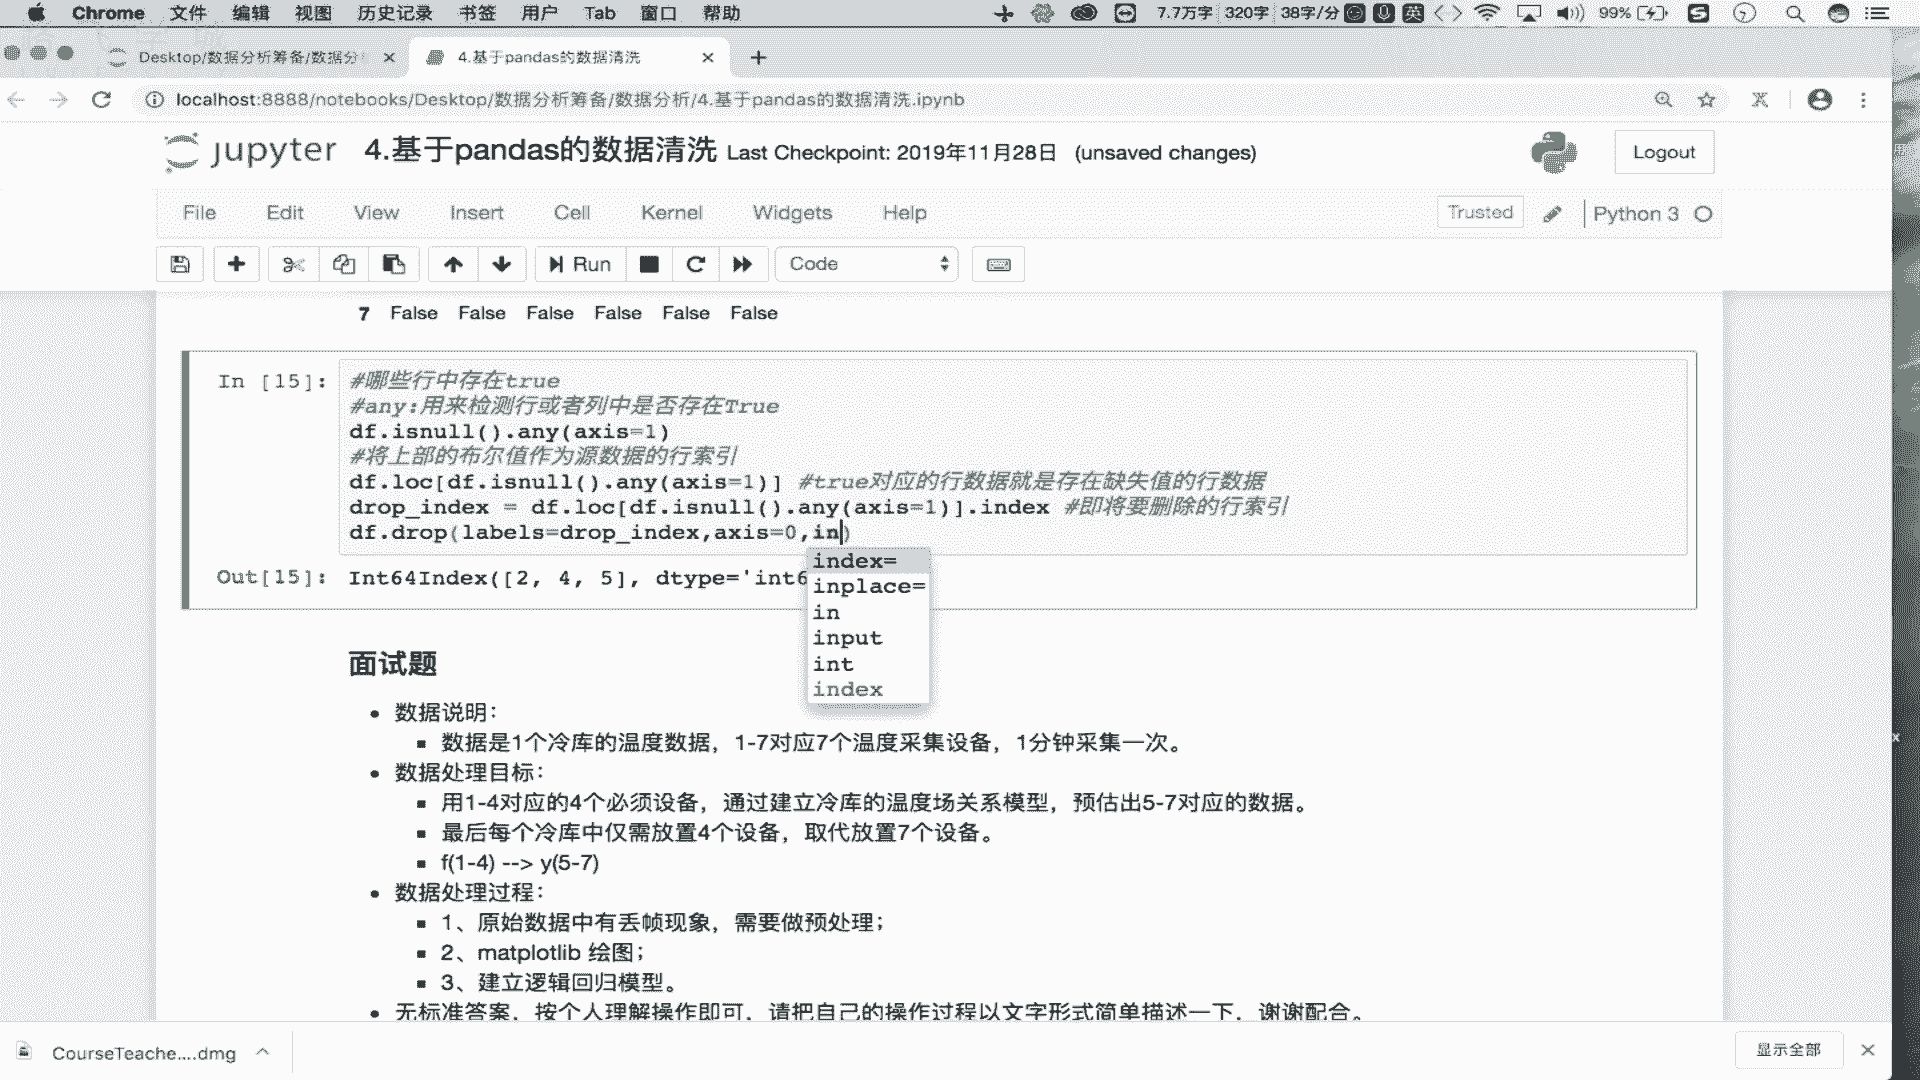 Chrome 文件 编辑 视图 历史记录 书签 用户 Tab 窗口 帮助 7.7万字 320字 38字/分 英 99%
Desktop/数据分析筹备/数据分 4.基于pandas的数据清洗
localhost:8888/notebooks/Desktop/数据分析筹备/数据分析/4.基于pandas的数据清洗.ipynb
jupyter 4.基于pandas的数据清洗 Last Checkpoint: 2019年11月28日 (unsaved changes) Logout
File Edit View Insert Cell Kernel Widgets Help Trusted Python 3
Run Code
7 False False False False False False
In [15]: #哪些行中存在true
#any:用来检测行或者列中是否存在True
df.isnull().any(axis=1)
#将上部的布尔值作为源数据的行索引
df.loc[df.isnull().any(axis=1)] #true对应的行数据就是存在缺失值的行数据
drop_index = df.loc[df.isnull().any(axis=1)].index #即将要删除的行索引
df.drop(labels=drop_index,axis=0,in)
index=
Out[15]: Int64Index([2, 4, 5], dtype='int6
inplace=
in
input
int
index
面试题
• 数据说明：
▪ 数据是1个冷库的温度数据，1-7对应7个温度采集设备，1分钟采集一次。
• 数据处理目标：
▪ 用1-4对应的4个必须设备，通过建立冷库的温度场关系模型，预估出5-7对应的数据。
▪ 最后每个冷库中仅需放置4个设备，取代放置7个设备。
▪ f(1-4) --> y(5-7)
• 数据处理过程：
▪ 1、原始数据中有丢帧现象，需要做预处理；
▪ 2、matplotlib 绘图；
▪ 3、建立逻辑回归模型。
• 无标准答案，按个人理解操作即可，请把自己的操作过程以文字形式简单描述一下，谢谢配合。
CourseTeache....dmg 显示全部